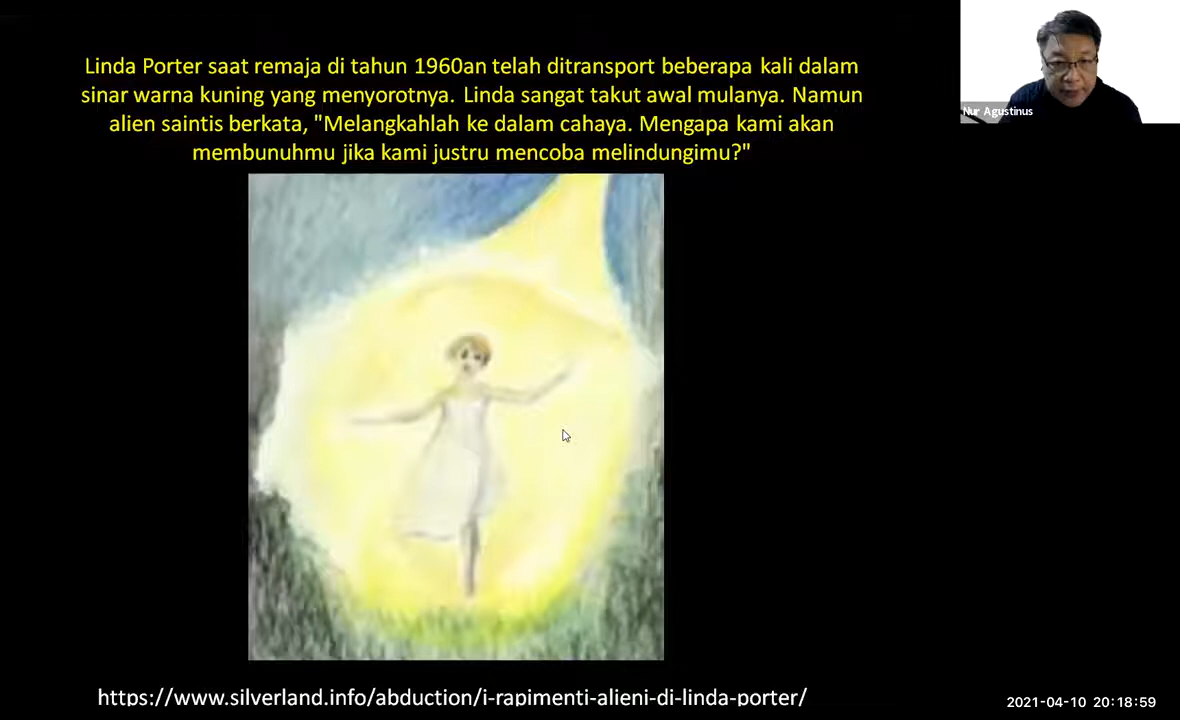 Linda Porter saat remaja di tahun 1960an telah ditransport beberapa kali dalam
sinar warna kuning yang menyorotnya. Linda sangat takut awal mulanya. Namun
alien saintis berkata, "Melangkahlah ke dalam cahaya. Mengapa kami akan
membunuhmu jika kami justru mencoba melindungimu?"
Nur Agustinus
https://www.silverland.info/abduction/i-rapimenti-alieni-di-linda-porter/
2021-04-10 20:18:59